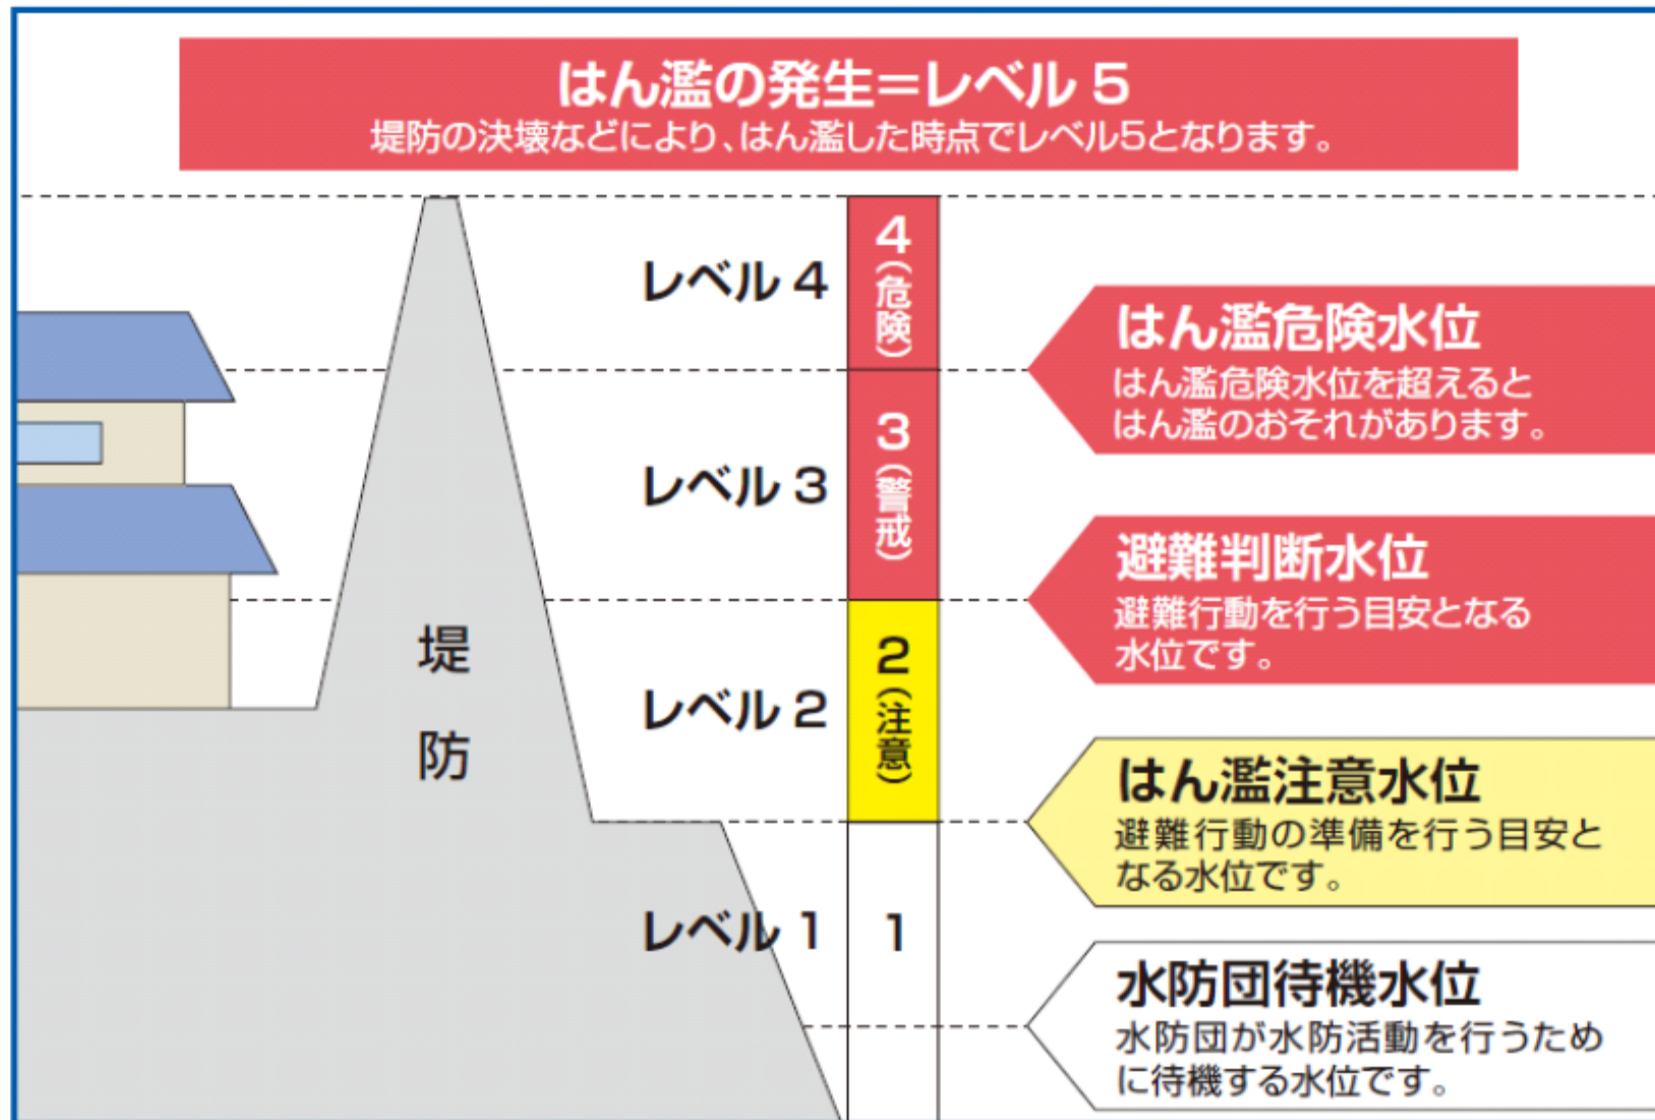 はん濫の発生=レベル 5
堤防の決壊などにより、はん濫した時点でレベル5となります。
レベル 4
4(危険)
はん濫危険水位
はん濫危険水位を超えると
はん濫のおそれがあります。
レベル 3
3(警戒)
避難判断水位
避難行動を行う目安となる
水位です。
堤防
レベル 2
2(注意)
はん濫注意水位
避難行動の準備を行う目安と
なる水位です。
レベル 1
1
水防団待機水位
水防団が水防活動を行うため
に待機する水位です。